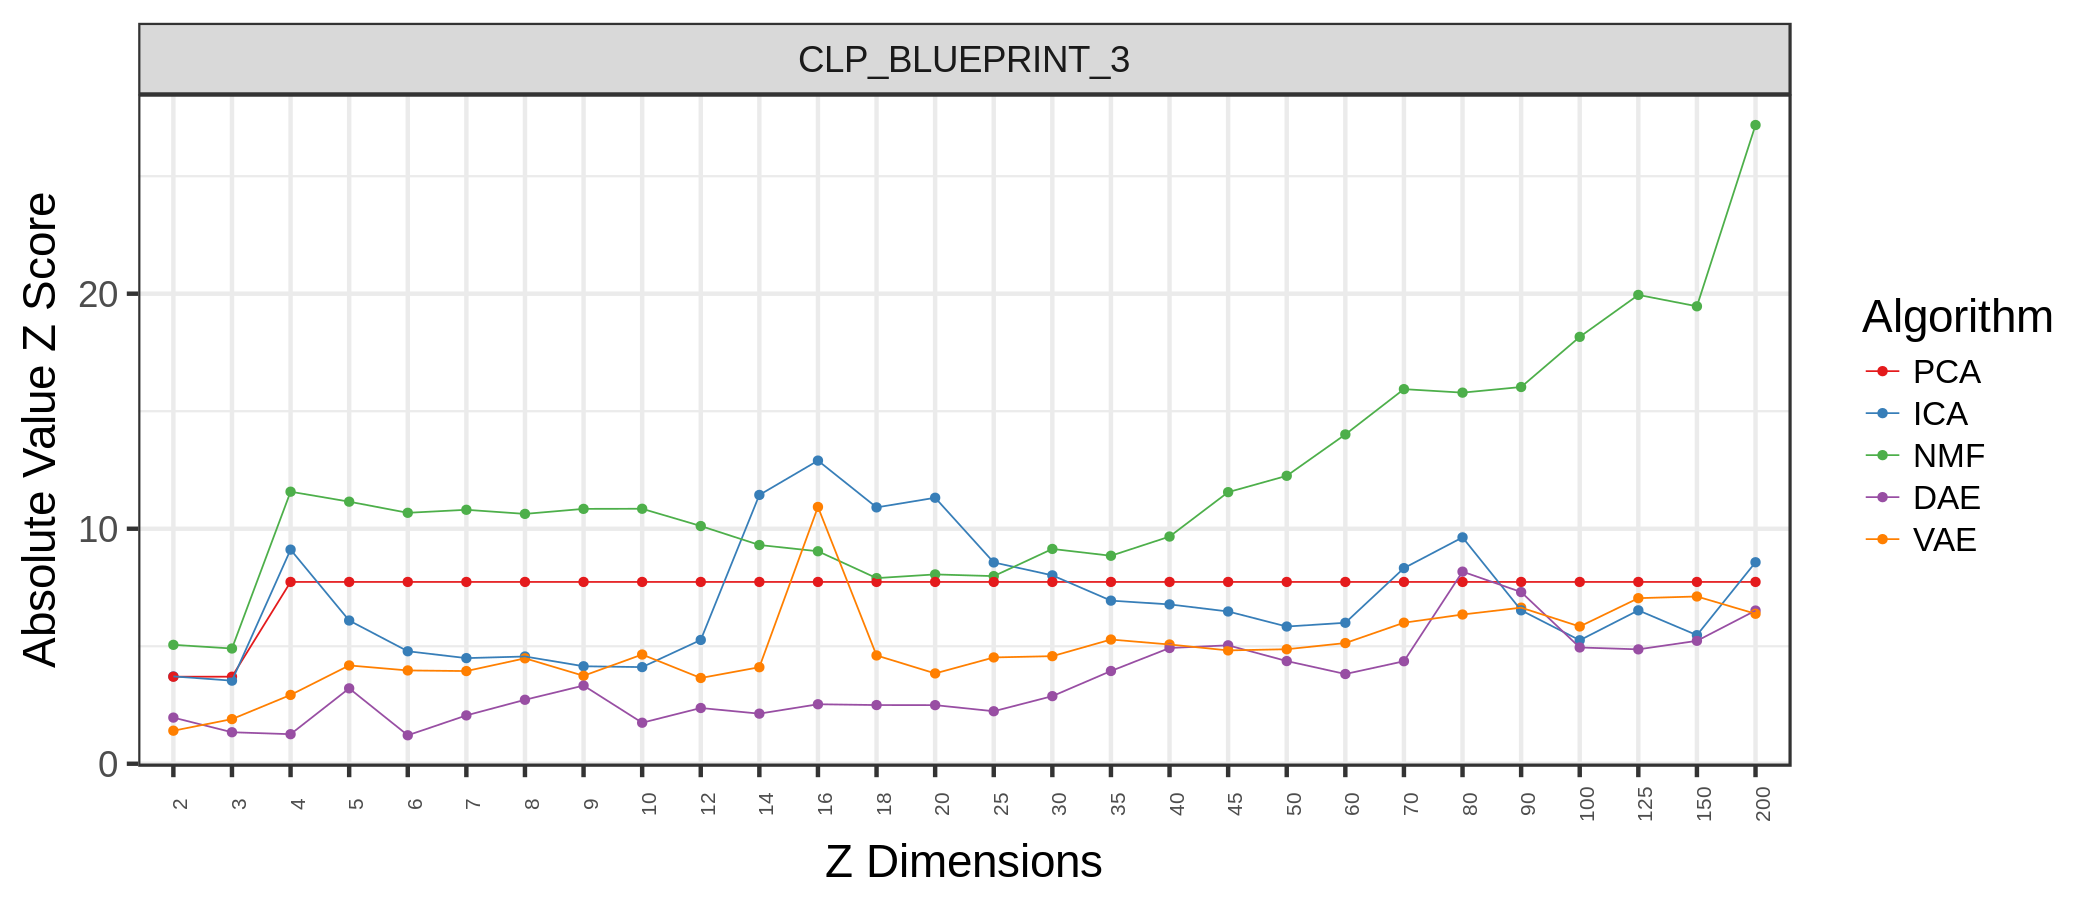 CLP_BLUEPRINT_3
Absolute Value Z Score
20
10
0
2 3 4 5 6 7 8 9 10 12 14 16 18 20 25 30 35 40 45 50 60 70 80 90 100 125 150 200
Z Dimensions
Algorithm
PCA
ICA
NMF
DAE
VAE